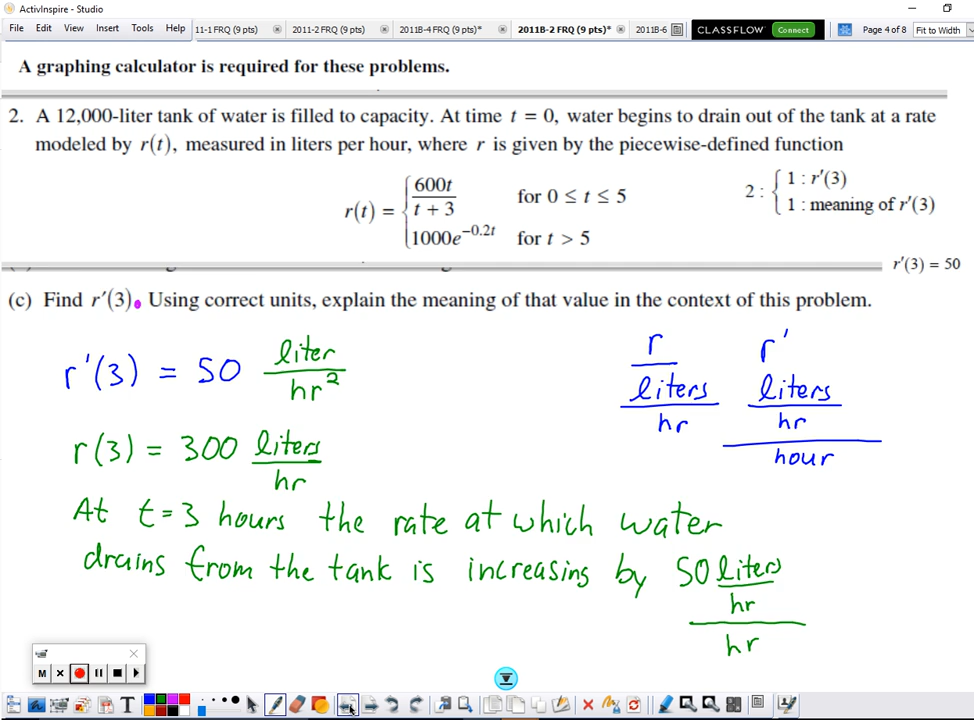 ActivInspire - Studio
File Edit View Insert Tools Help 11-1 FRQ (9 pts) 2011-2 FRQ (9 pts) 2011B-4 FRQ (9 pts)* 2011B-2 FRQ (9 pts)* 2011B-6 CLASSFLOW Connect Page 4 of 8 Fit to Width
A graphing calculator is required for these problems.
2. A 12,000-liter tank of water is filled to capacity. At time t = 0, water begins to drain out of the tank at a rate
modeled by r(t), measured in liters per hour, where r is given by the piecewise-defined function
r(t) = { 600t / t + 3 for 0 ≤ t ≤ 5
1000e^−0.2t for t > 5
2 : { 1 : r′(3)
1 : meaning of r′(3)
r′(3) = 50
(c) Find r′(3). Using correct units, explain the meaning of that value in the context of this problem.
r'(3) = 50 liter / hr²
r(3) = 300 liters / hr
r r'
liters / hr liters / hr / hour
At t = 3 hours the rate at which water
drains from the tank is increasing by 50 liters / hr / hr
M
T